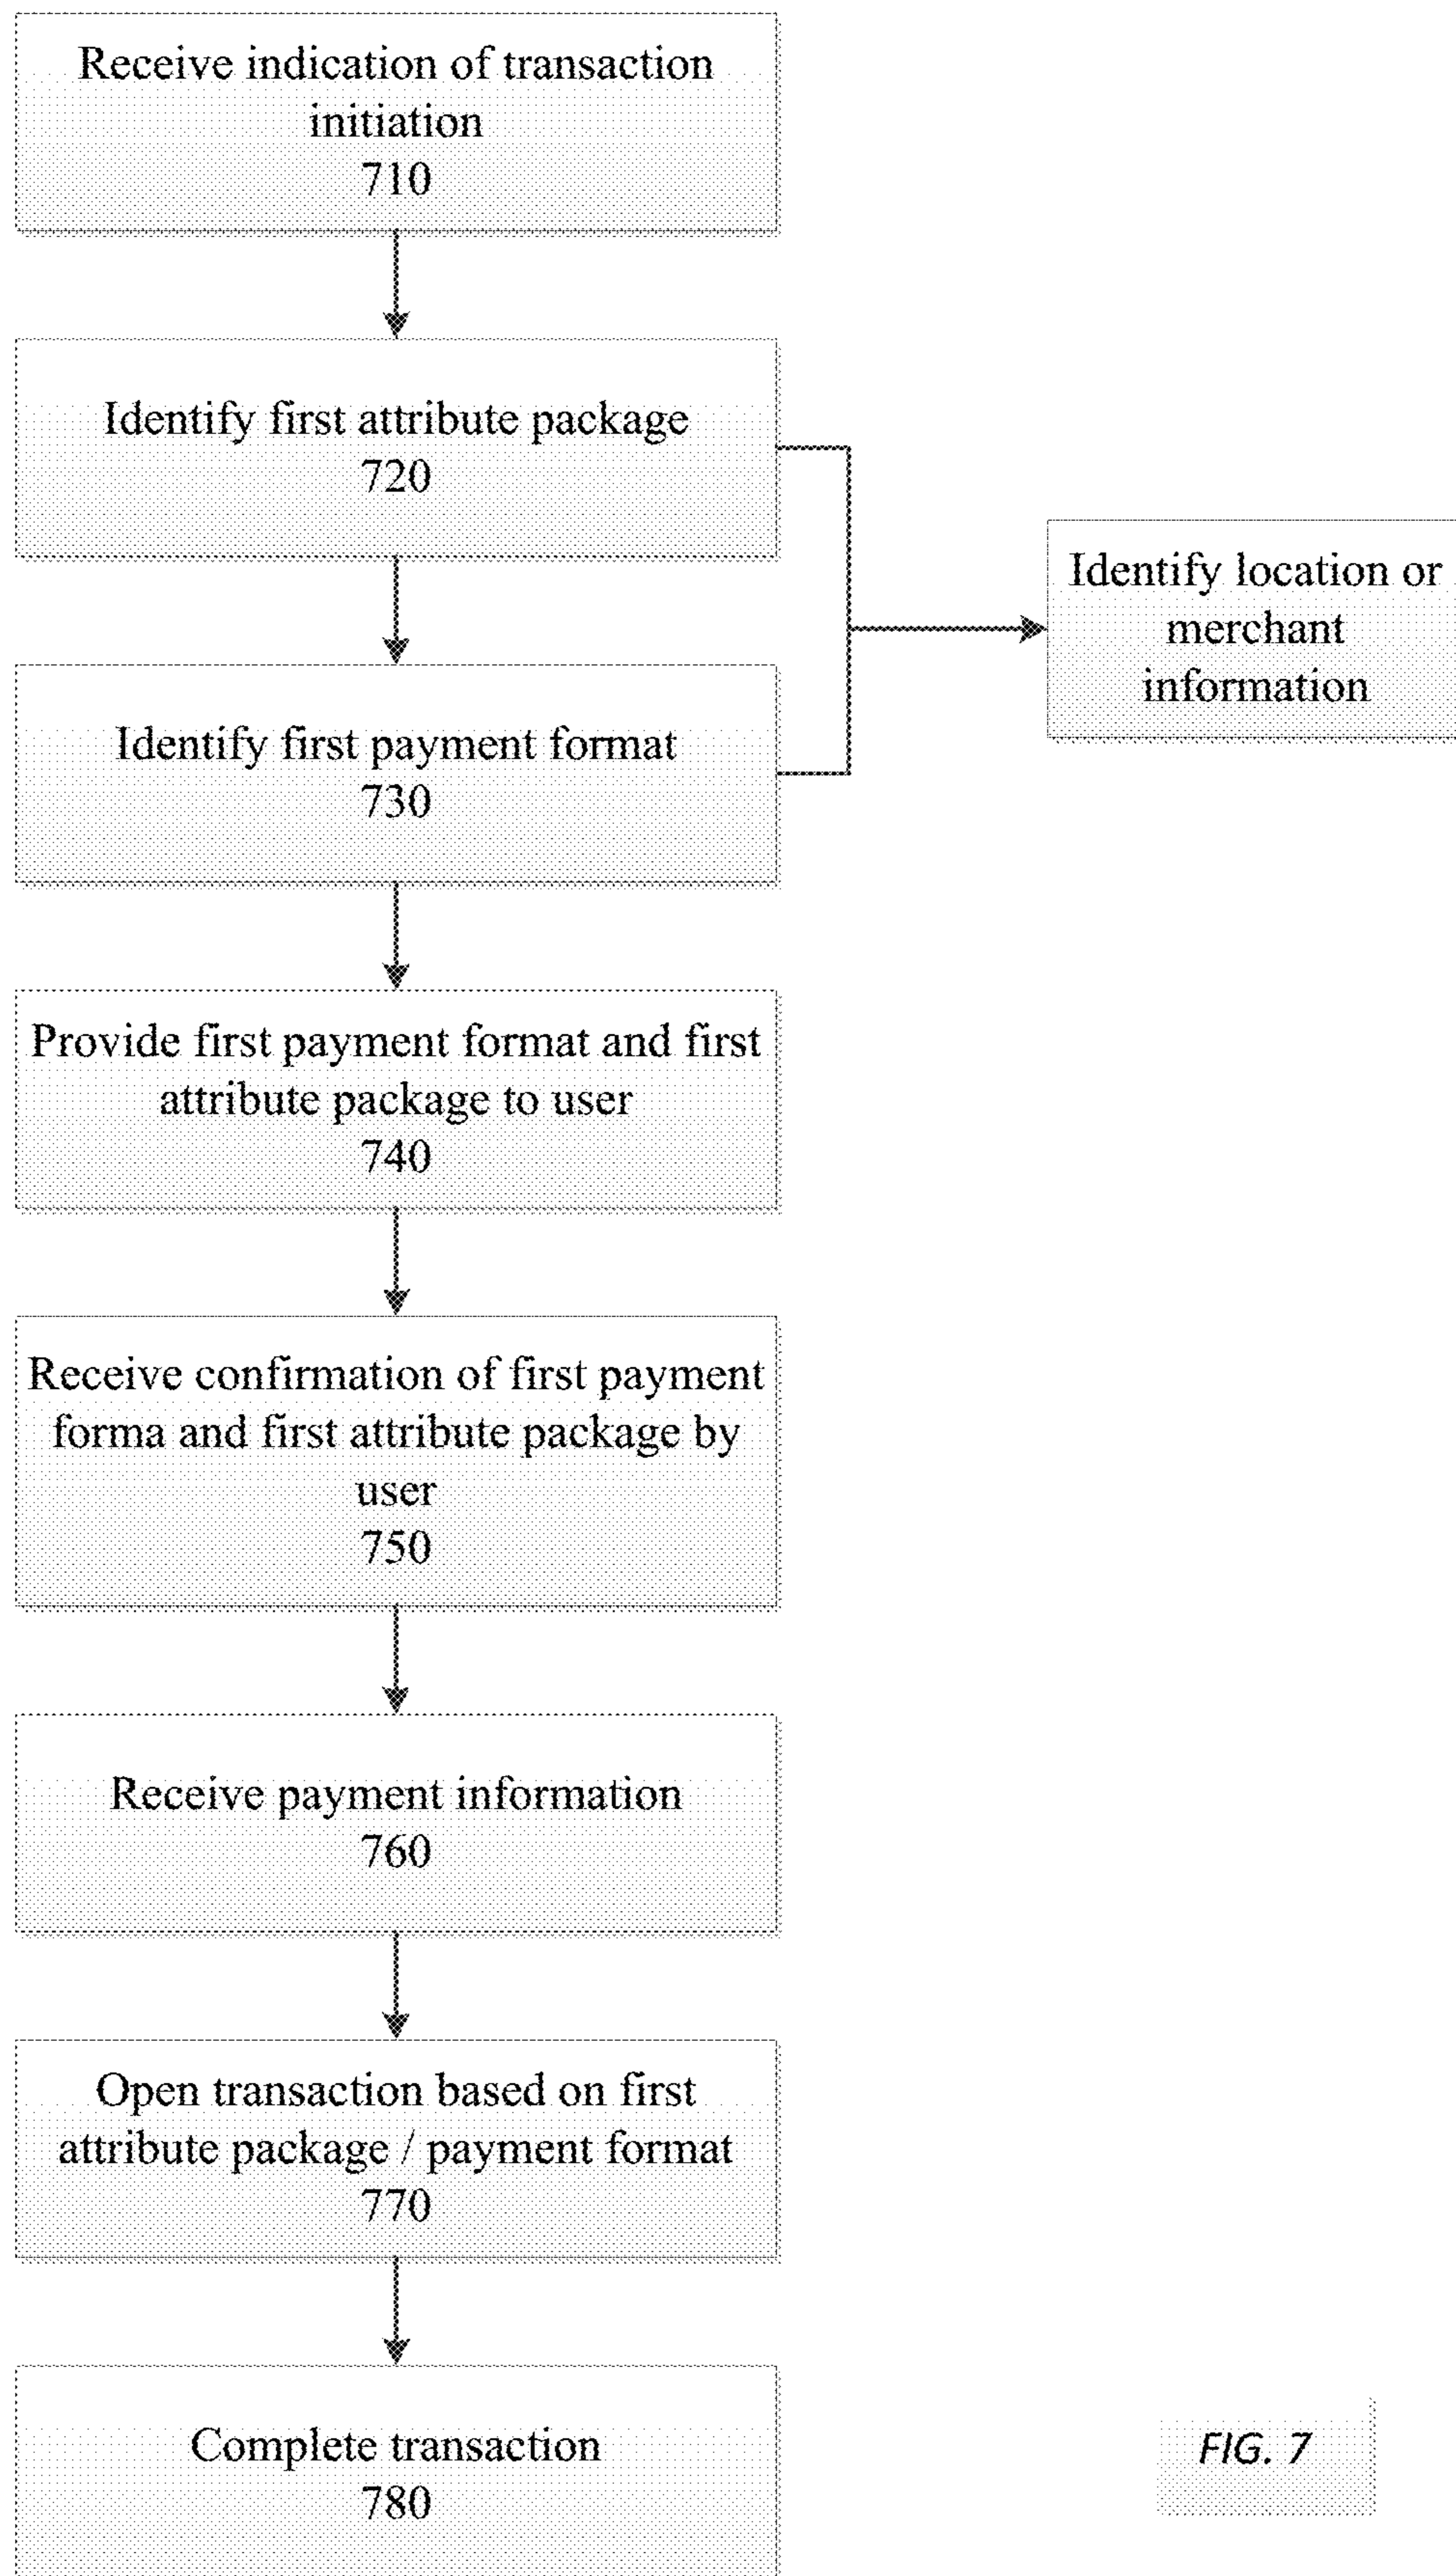 Receive indication of transaction
initiation
710
Identify first attribute package
720
Identify location or
merchant
information
Identify first payment format
730
Provide first payment format and first
attribute package to user
740
Receive confirmation of first payment
forma and first attribute package by
user
750
Receive payment information
760
Open transaction based on first
attribute package / payment format
770
Complete transaction
780
FIG. 7